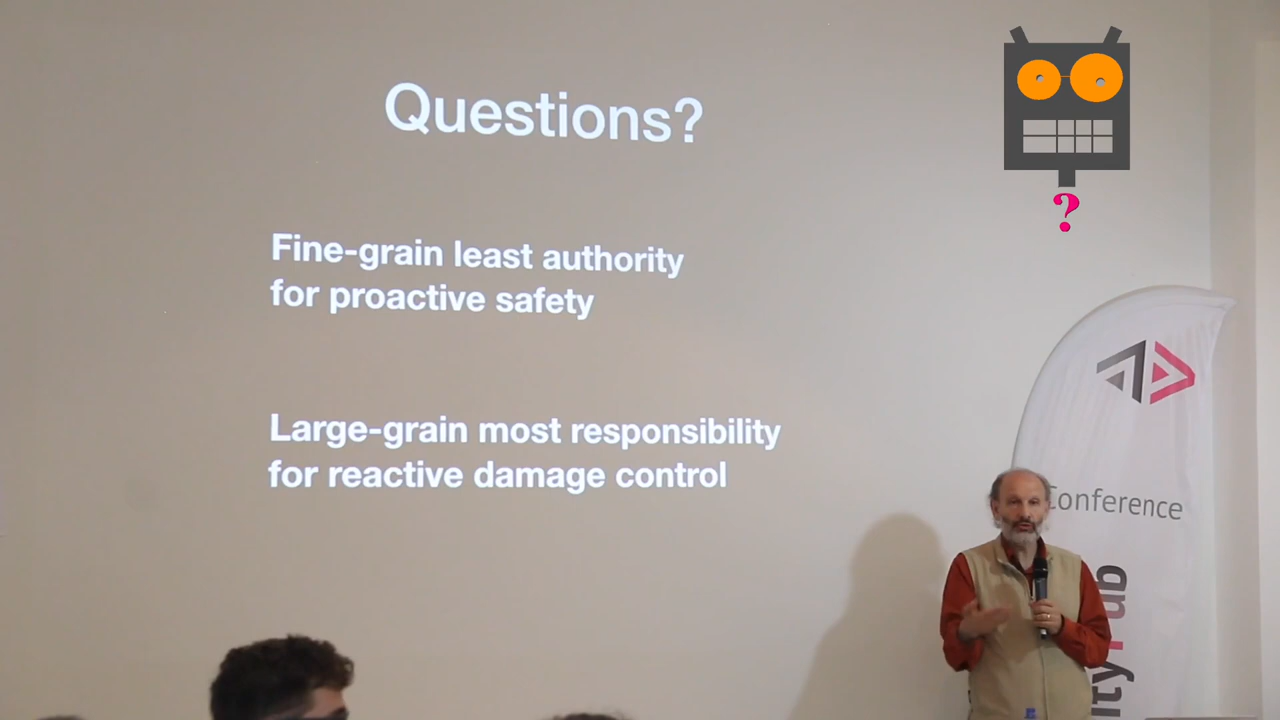 Questions?
?
Fine-grain least authority
for proactive safety
Large-grain most responsibility
for reactive damage control
Conference